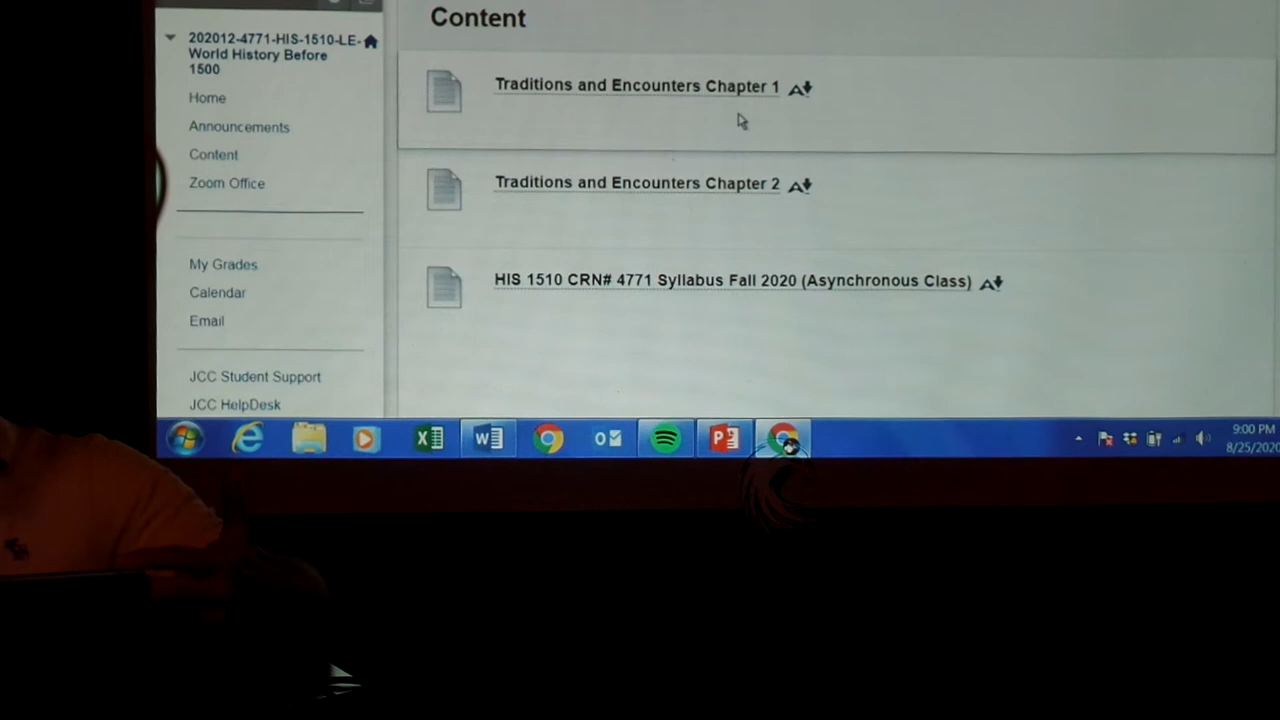 Content
202012-4771-HIS-1510-LE-
World History Before
1500
Home
Announcements
Content
Zoom Office
My Grades
Calendar
Email
JCC Student Support
JCC HelpDesk
Traditions and Encounters Chapter 1
Traditions and Encounters Chapter 2
HIS 1510 CRN# 4771 Syllabus Fall 2020 (Asynchronous Class)
9:00 PM
8/25/2020